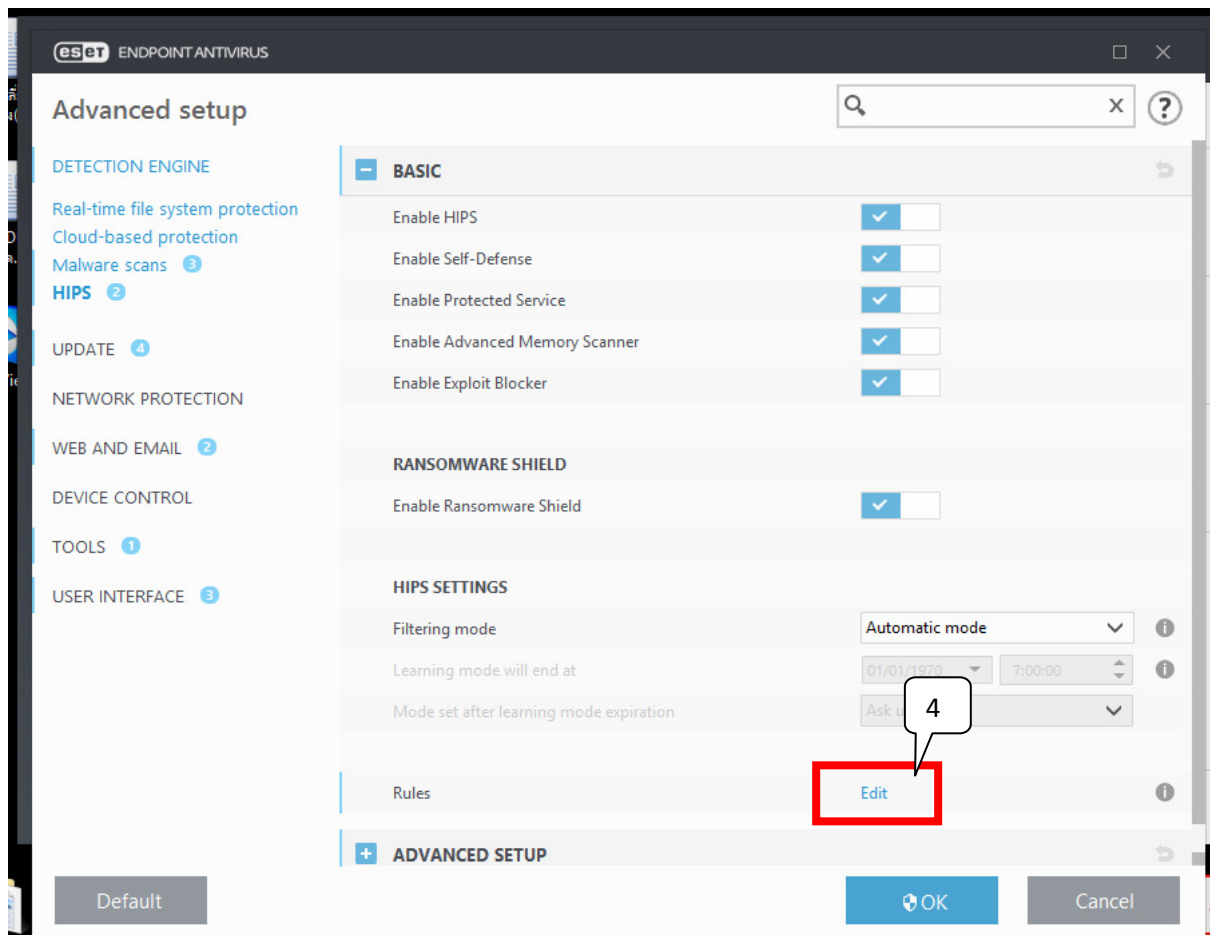 eset ENDPOINT ANTIVIRUS
Advanced setup
x
?
DETECTION ENGINE
Real-time file system protection
Cloud-based protection
Malware scans 3
HIPS 2
UPDATE 4
NETWORK PROTECTION
WEB AND EMAIL 2
DEVICE CONTROL
TOOLS 1
USER INTERFACE 3
BASIC
Enable HIPS
Enable Self-Defense
Enable Protected Service
Enable Advanced Memory Scanner
Enable Exploit Blocker
RANSOMWARE SHIELD
Enable Ransomware Shield
HIPS SETTINGS
Filtering mode Automatic mode
Learning mode will end at 01/01/1970 7:00:00
Mode set after learning mode expiration Ask
4
Rules Edit
ADVANCED SETUP
Default OK Cancel